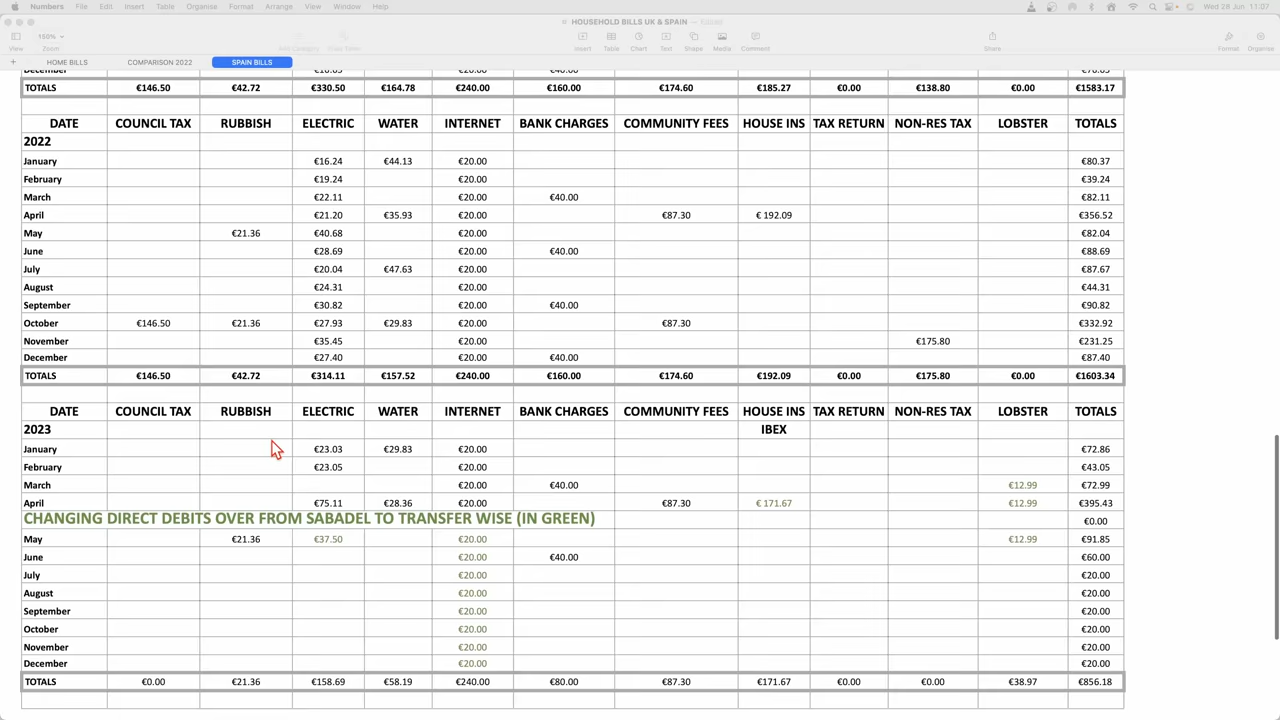 Numbers File Edit Insert Table Organise Format Arrange View Window Help Wed 28 Jun 11:07
HOUSEHOLD BILLS UK & SPAIN — Edited
150%
View Zoom Add Category Insert Table Chart Text Shape Media Comment Share Format Organise
+ HOME BILLS COMPARISON 2022 SPAIN BILLS
December
TOTALS €146.50 €42.72 €330.50 €164.78 €240.00 €160.00 €174.60 €185.27 €0.00 €138.80 €0.00 €1583.17
DATE COUNCIL TAX RUBBISH ELECTRIC WATER INTERNET BANK CHARGES COMMUNITY FEES HOUSE INS TAX RETURN NON-RES TAX LOBSTER TOTALS
2022
January €16.24 €44.13 €20.00 €80.37
February €19.24 €20.00 €39.24
March €22.11 €20.00 €40.00 €82.11
April €21.20 €35.93 €20.00 €87.30 € 192.09 €356.52
May €21.36 €40.68 €20.00 €82.04
June €28.69 €20.00 €40.00 €88.69
July €20.04 €47.63 €20.00 €87.67
August €24.31 €20.00 €44.31
September €30.82 €20.00 €40.00 €90.82
October €146.50 €21.36 €27.93 €29.83 €20.00 €87.30 €332.92
November €35.45 €20.00 €175.80 €231.25
December €27.40 €20.00 €40.00 €87.40
TOTALS €146.50 €42.72 €314.11 €157.52 €240.00 €160.00 €174.60 €192.09 €0.00 €175.80 €0.00 €1603.34
DATE COUNCIL TAX RUBBISH ELECTRIC WATER INTERNET BANK CHARGES COMMUNITY FEES HOUSE INS TAX RETURN NON-RES TAX LOBSTER TOTALS
2023 IBEX
January €23.03 €29.83 €20.00 €72.86
February €23.05 €20.00 €43.05
March €20.00 €40.00 €12.99 €72.99
April €75.11 €28.36 €20.00 €87.30 € 171.67 €12.99 €395.43
CHANGING DIRECT DEBITS OVER FROM SABADEL TO TRANSFER WISE (IN GREEN) €0.00
May €21.36 €37.50 €20.00 €12.99 €91.85
June €20.00 €40.00 €60.00
July €20.00 €20.00
August €20.00 €20.00
September €20.00 €20.00
October €20.00 €20.00
November €20.00 €20.00
December €20.00 €20.00
TOTALS €0.00 €21.36 €158.69 €58.19 €240.00 €80.00 €87.30 €171.67 €0.00 €0.00 €38.97 €856.18